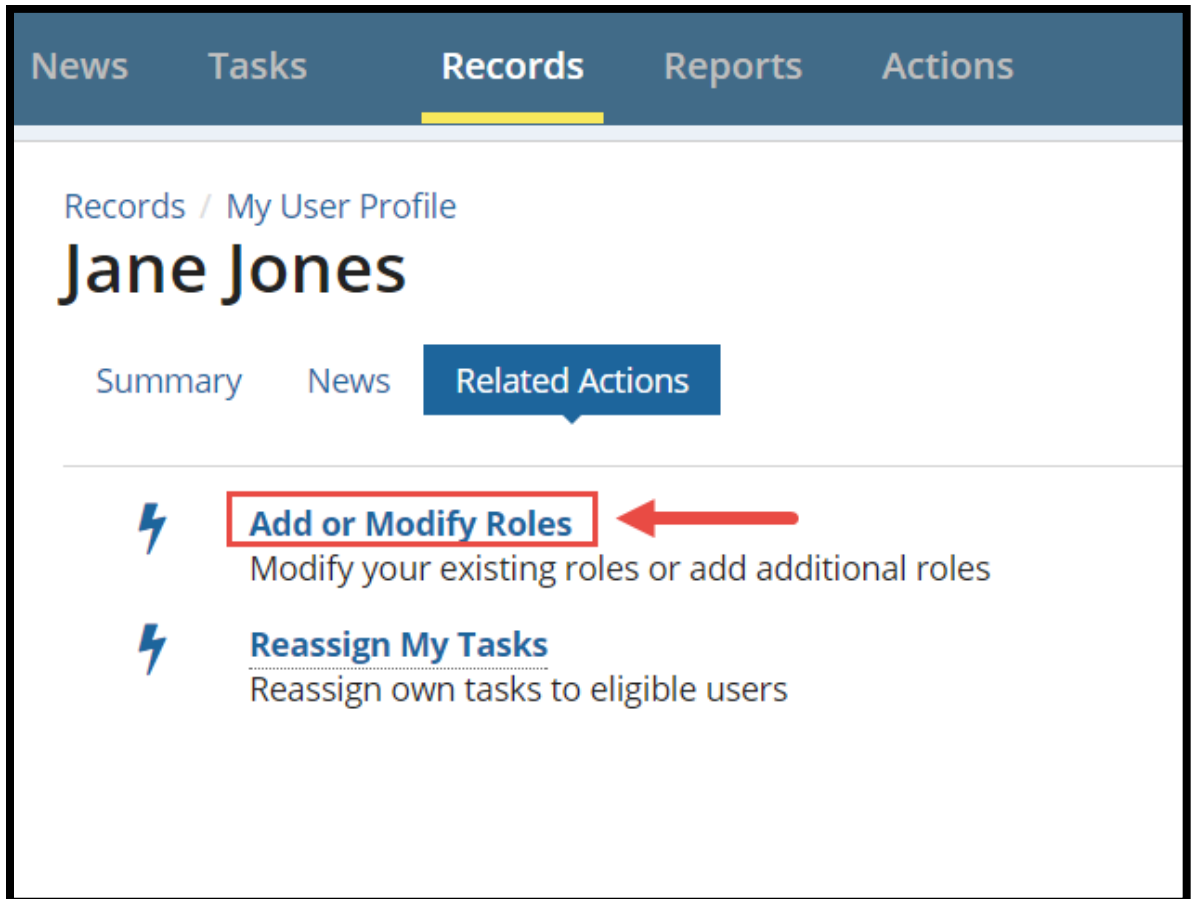 News Tasks Records Reports Actions
Records / My User Profile
Jane Jones
Summary News Related Actions
Add or Modify Roles
Modify your existing roles or add additional roles
Reassign My Tasks
Reassign own tasks to eligible users